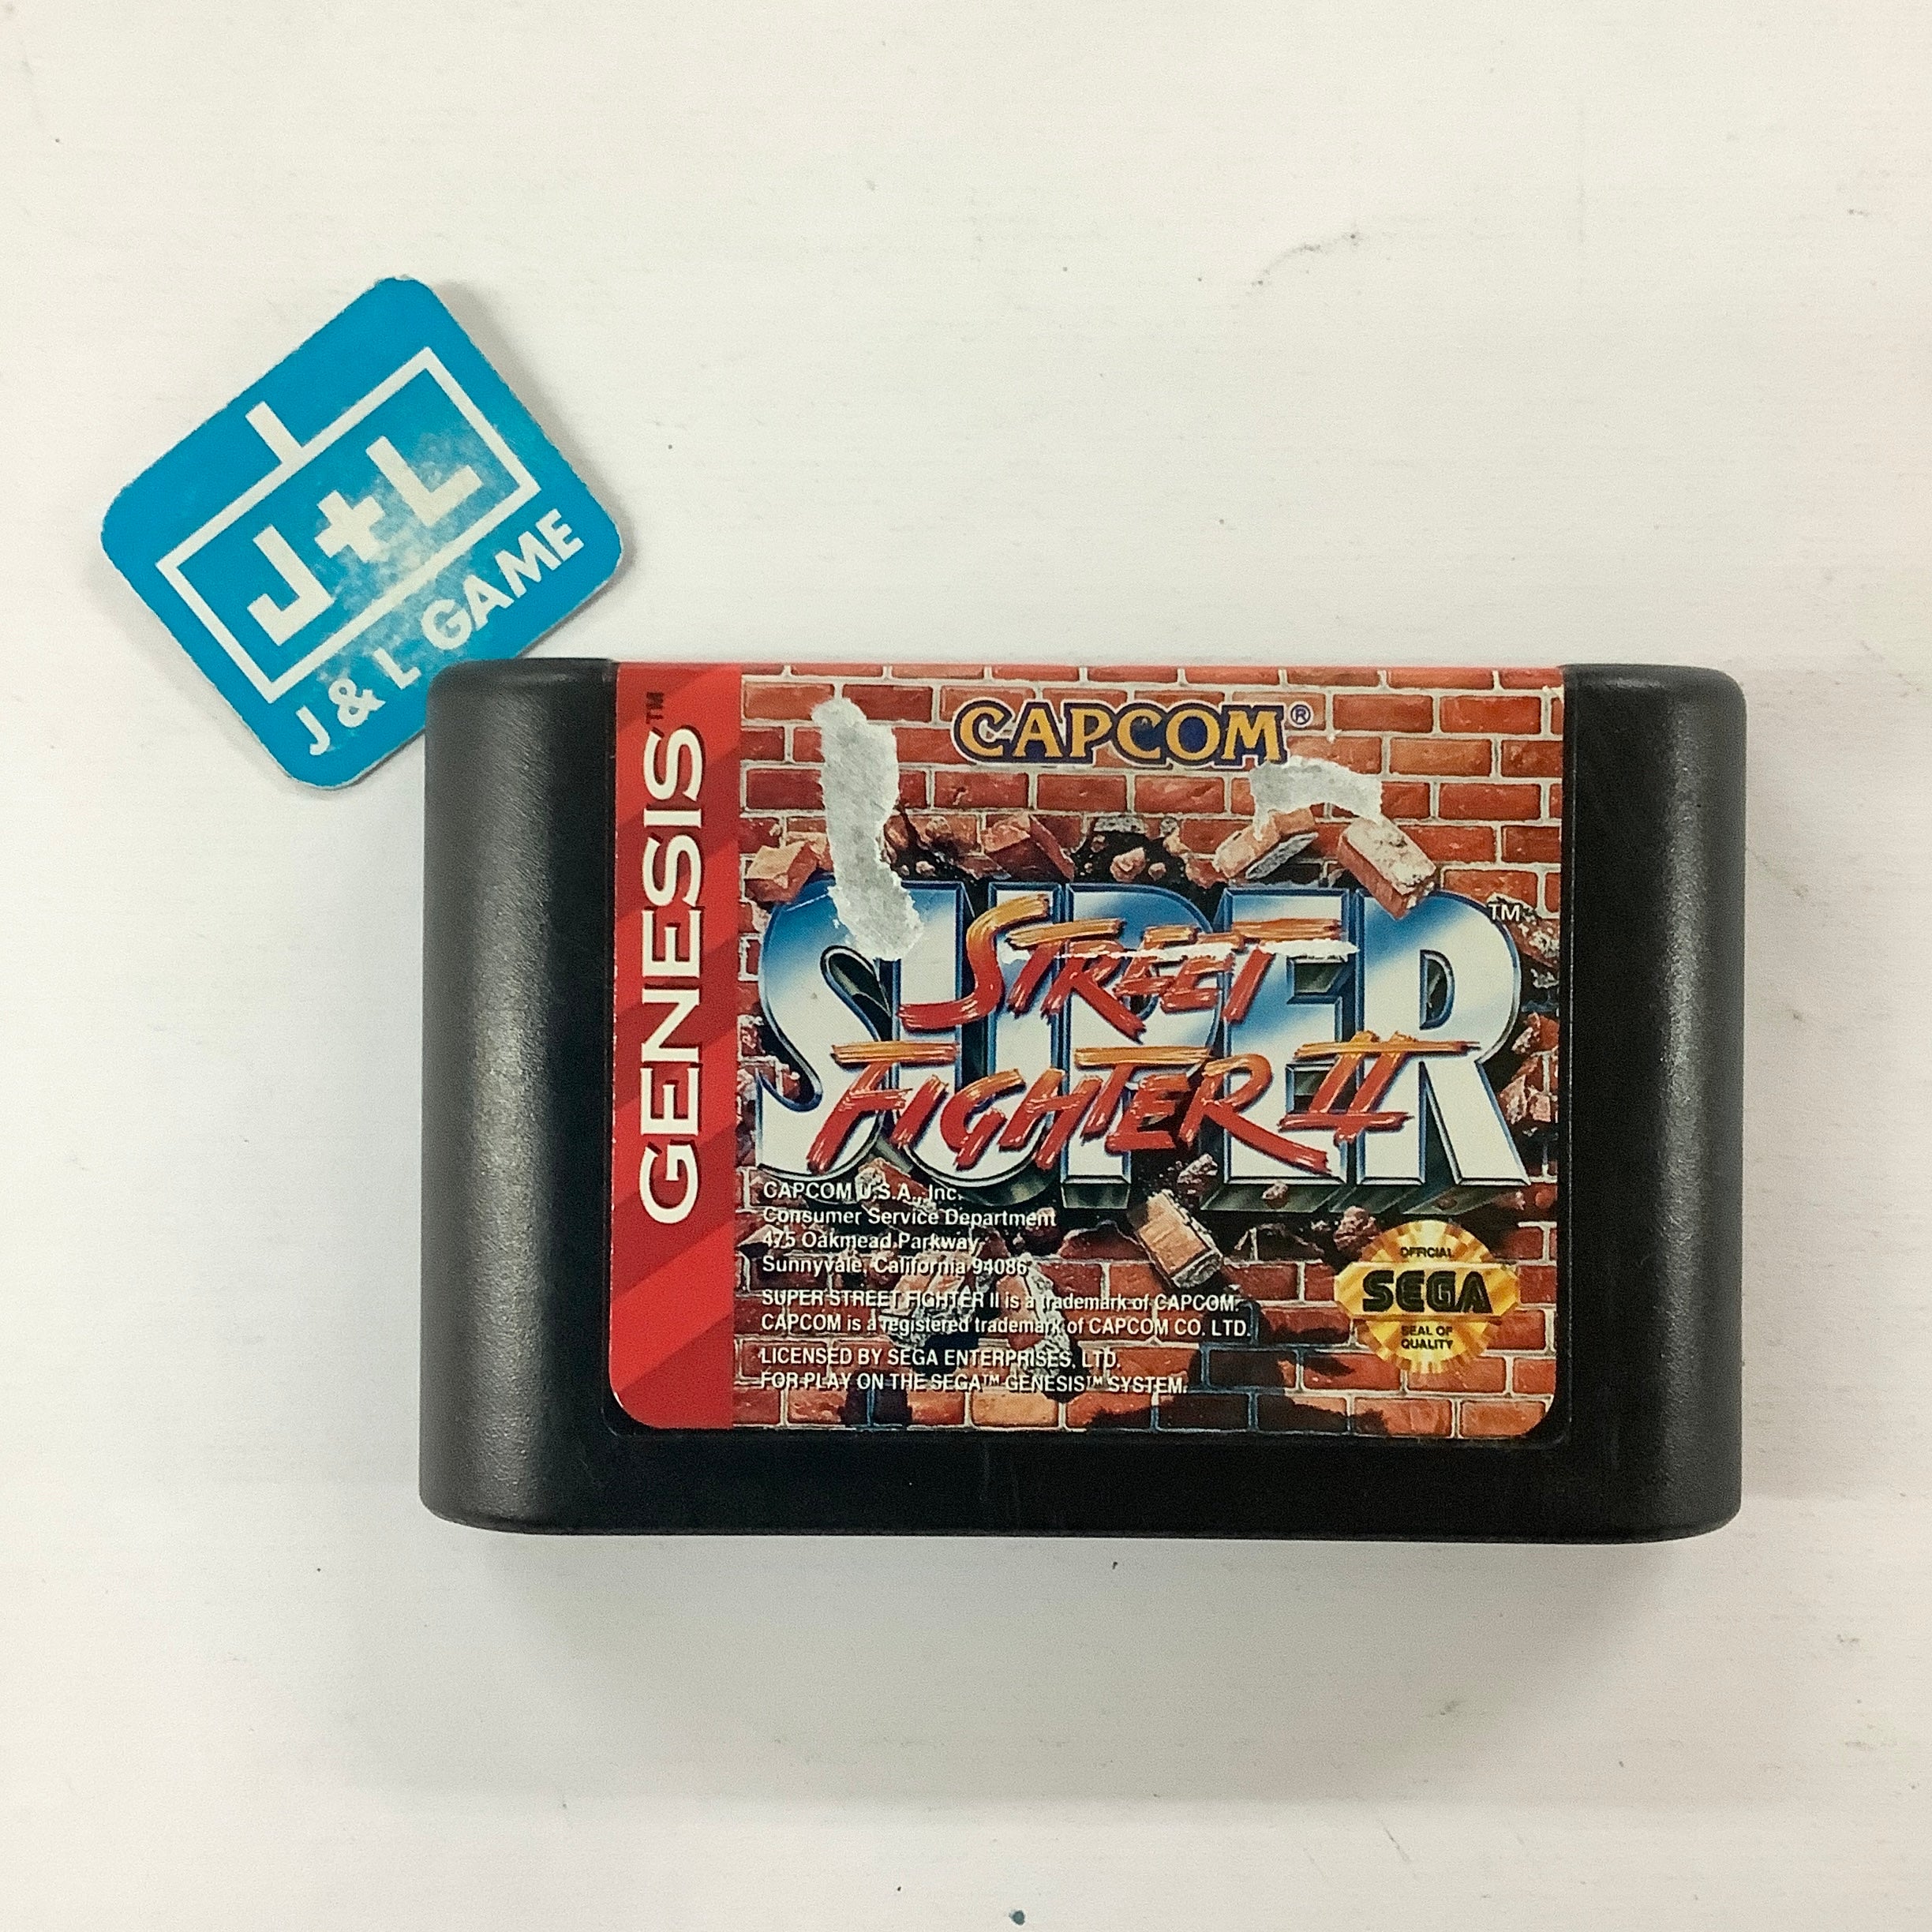 J+L
J & L GAME
GENESIS™
CAPCOM®
SUPER™
STREET
FIGHTER II
CAPCOM U.S.A., Inc.
Consumer Service Department
475 Oakmead Parkway
Sunnyvale, California 94086
SUPER STREET FIGHTER II is a trademark of CAPCOM.
CAPCOM is a registered trademark of CAPCOM CO. LTD.
LICENSED BY SEGA ENTERPRISES, LTD.
FOR PLAY ON THE SEGA™ GENESIS™ SYSTEM.
OFFICIAL
SEGA™
SEAL OF
QUALITY